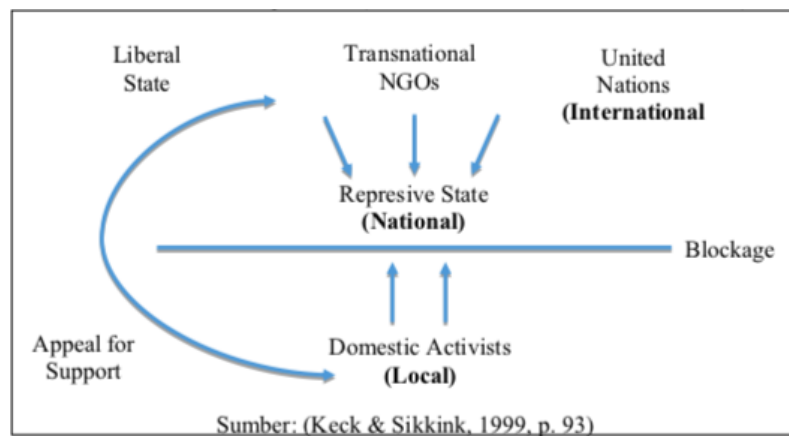 Liberal
State
Transnational
NGOs
United
Nations
(International
Represive State
(National)
Blockage
Appeal for
Support
Domestic Activists
(Local)
Sumber: (Keck & Sikkink, 1999, p. 93)